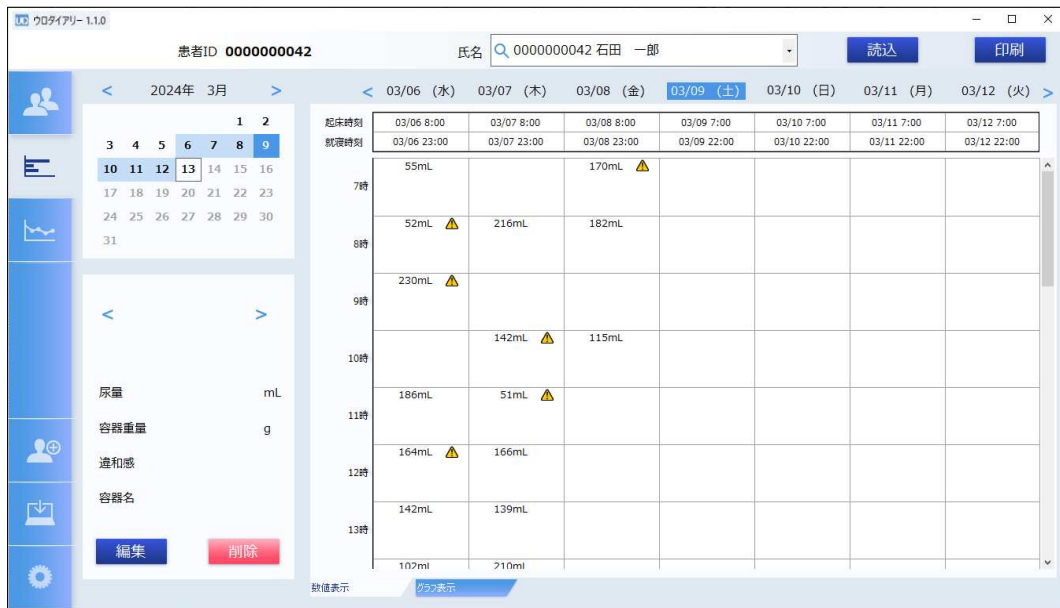 UD ウロダイアリー 1.1.0
患者ID 0000000042 氏名 0000000042 石田 一郎 読込 印刷
< 2024年 3月 >
1 2
3 4 5 6 7 8 9
10 11 12 13 14 15 16
17 18 19 20 21 22 23
24 25 26 27 28 29 30
31
< >
尿量 mL
容器重量 g
違和感
容器名
編集 削除
< 03/06 (水) 03/07 (木) 03/08 (金) 03/09 (土) 03/10 (日) 03/11 (月) 03/12 (火) >
起床時刻 03/06 8:00 03/07 8:00 03/08 8:00 03/09 7:00 03/10 7:00 03/11 7:00 03/12 7:00
就寝時刻 03/06 23:00 03/07 23:00 03/08 23:00 03/09 22:00 03/10 22:00 03/11 22:00 03/12 22:00
7時 55mL 170mL
8時 52mL 216mL 182mL
9時 230mL
10時 142mL 115mL
11時 186mL 51mL
12時 164mL 166mL
13時 142mL 139mL
102mL 210mL
数値表示 グラフ表示